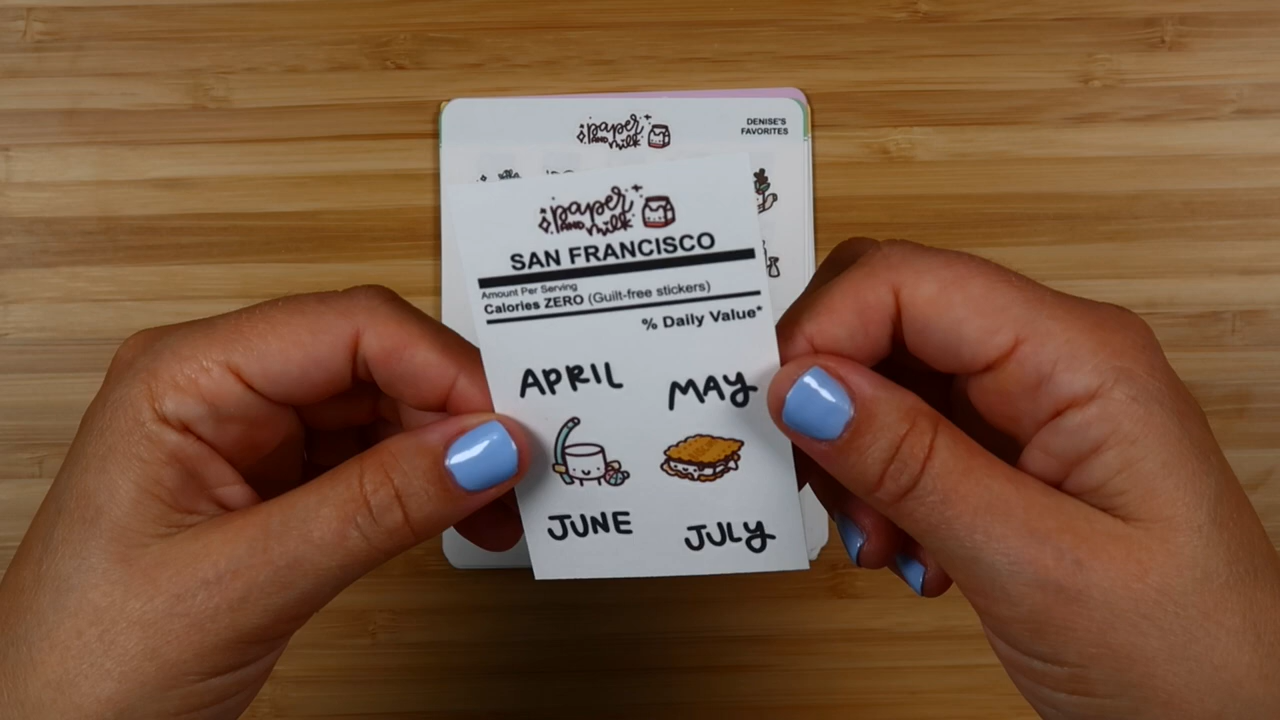 paper
AND milk
DENISE'S
FAVORITES
paper
AND milk
SAN FRANCISCO
Amount Per Serving
Calories ZERO (Guilt-free stickers)
% Daily Value*
APRIL MAY
JUNE JULY